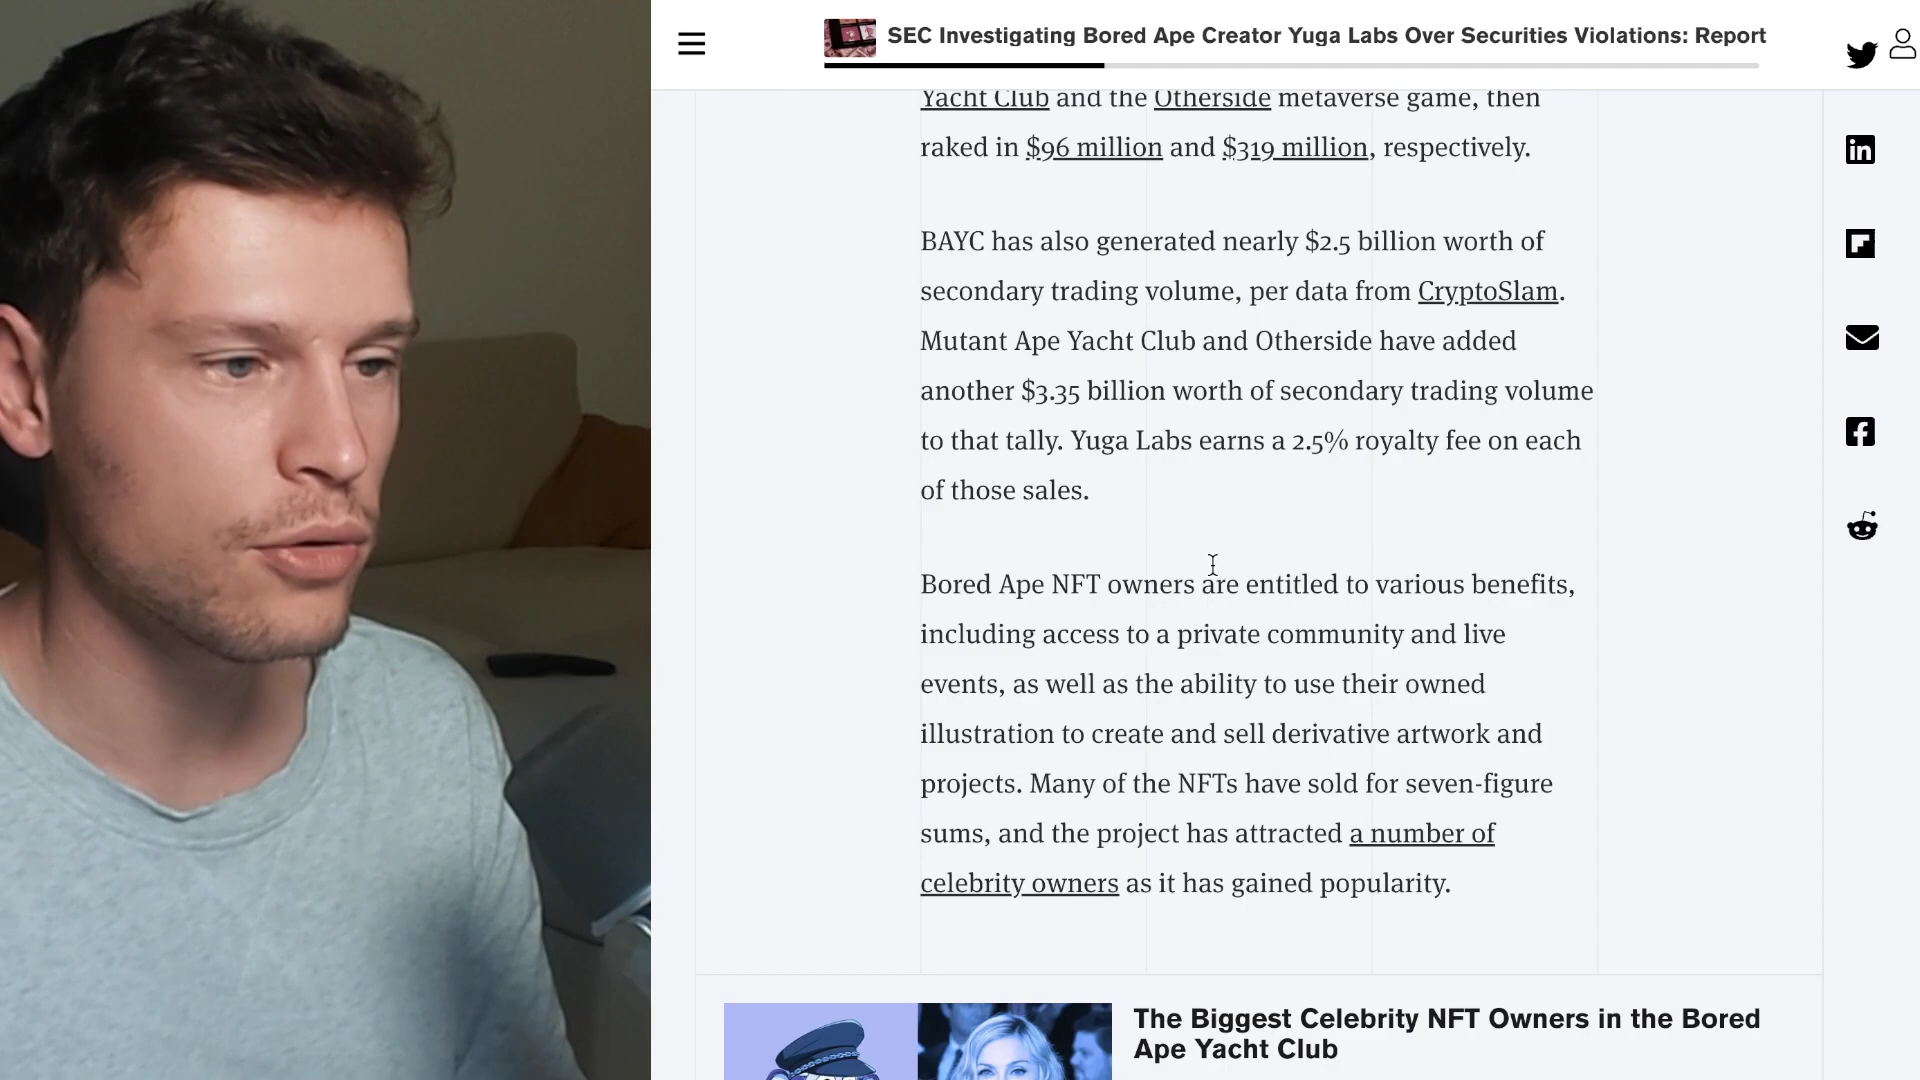 SEC Investigating Bored Ape Creator Yuga Labs Over Securities Violations: Report
Yacht Club and the Otherside metaverse game, then
raked in $96 million and $319 million, respectively.
BAYC has also generated nearly $2.5 billion worth of
secondary trading volume, per data from CryptoSlam.
Mutant Ape Yacht Club and Otherside have added
another $3.35 billion worth of secondary trading volume
to that tally. Yuga Labs earns a 2.5% royalty fee on each
of those sales.
Bored Ape NFT owners are entitled to various benefits,
including access to a private community and live
events, as well as the ability to use their owned
illustration to create and sell derivative artwork and
projects. Many of the NFTs have sold for seven-figure
sums, and the project has attracted a number of
celebrity owners as it has gained popularity.
The Biggest Celebrity NFT Owners in the Bored
Ape Yacht Club